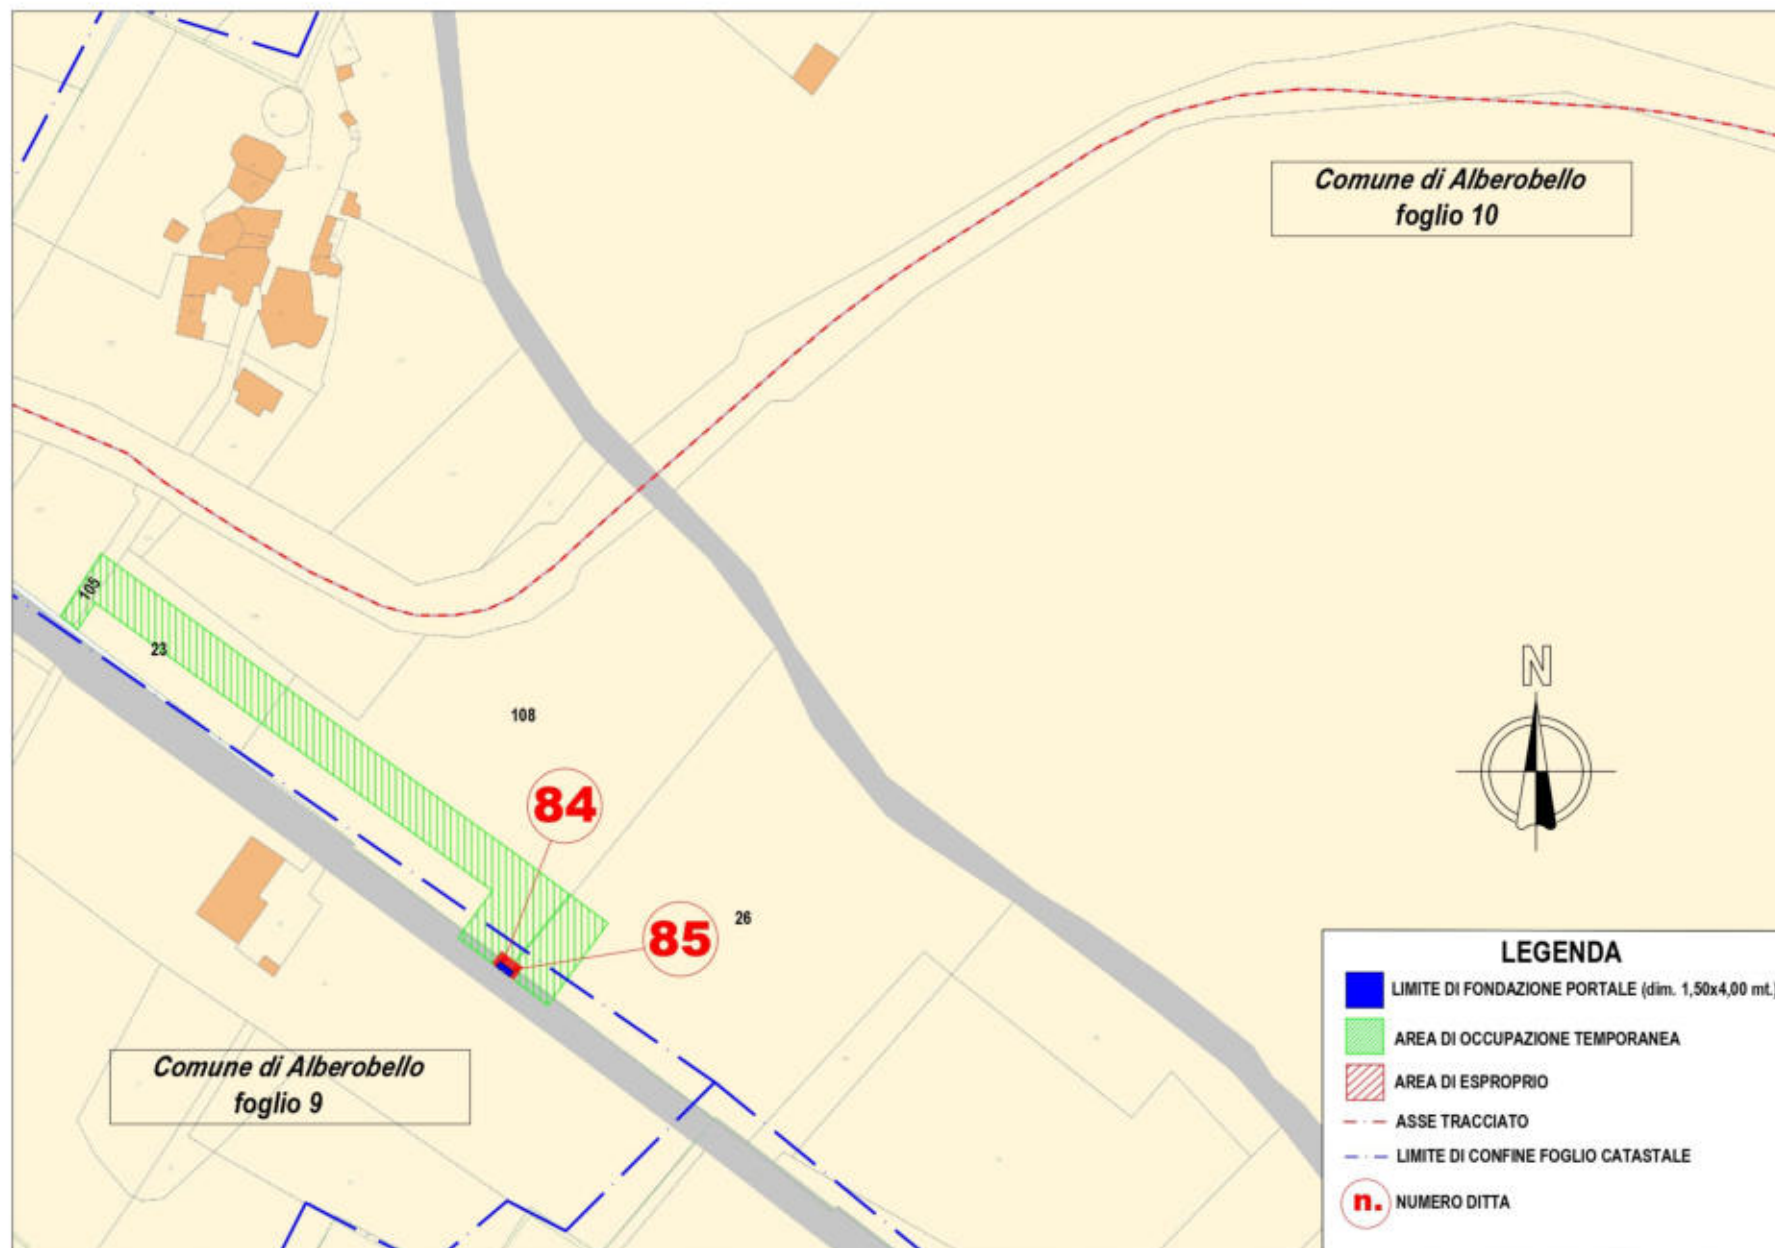 Comune di Alberobello
foglio 10
105
23
108
N
84
85
26
Comune di Alberobello
foglio 9
LEGENDA
LIMITE DI FONDAZIONE PORTALE (dim. 1,50x4,00 mt.)
AREA DI OCCUPAZIONE TEMPORANEA
AREA DI ESPROPRIO
ASSE TRACCIATO
LIMITE DI CONFINE FOGLIO CATASTALE
n. NUMERO DITTA